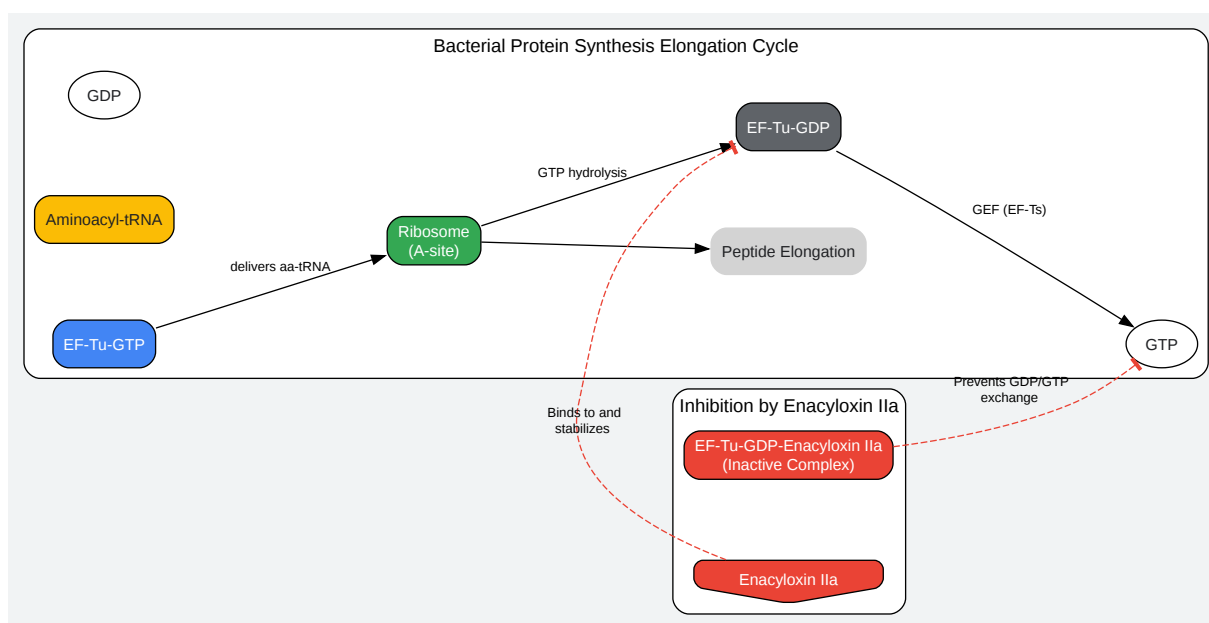 Bacterial Protein Synthesis Elongation Cycle
GDP
EF-Tu-GDP
GTP hydrolysis
Aminoacyl-tRNA
GEF (EF-Ts)
Ribosome
(A-site)
Peptide Elongation
delivers aa-tRNA
EF-Tu-GTP
GTP
Prevents GDP/GTP
exchange
Inhibition by Enacyloxin IIa
Binds to and
stabilizes
EF-Tu-GDP-Enacyloxin IIa
(Inactive Complex)
Enacyloxin IIa